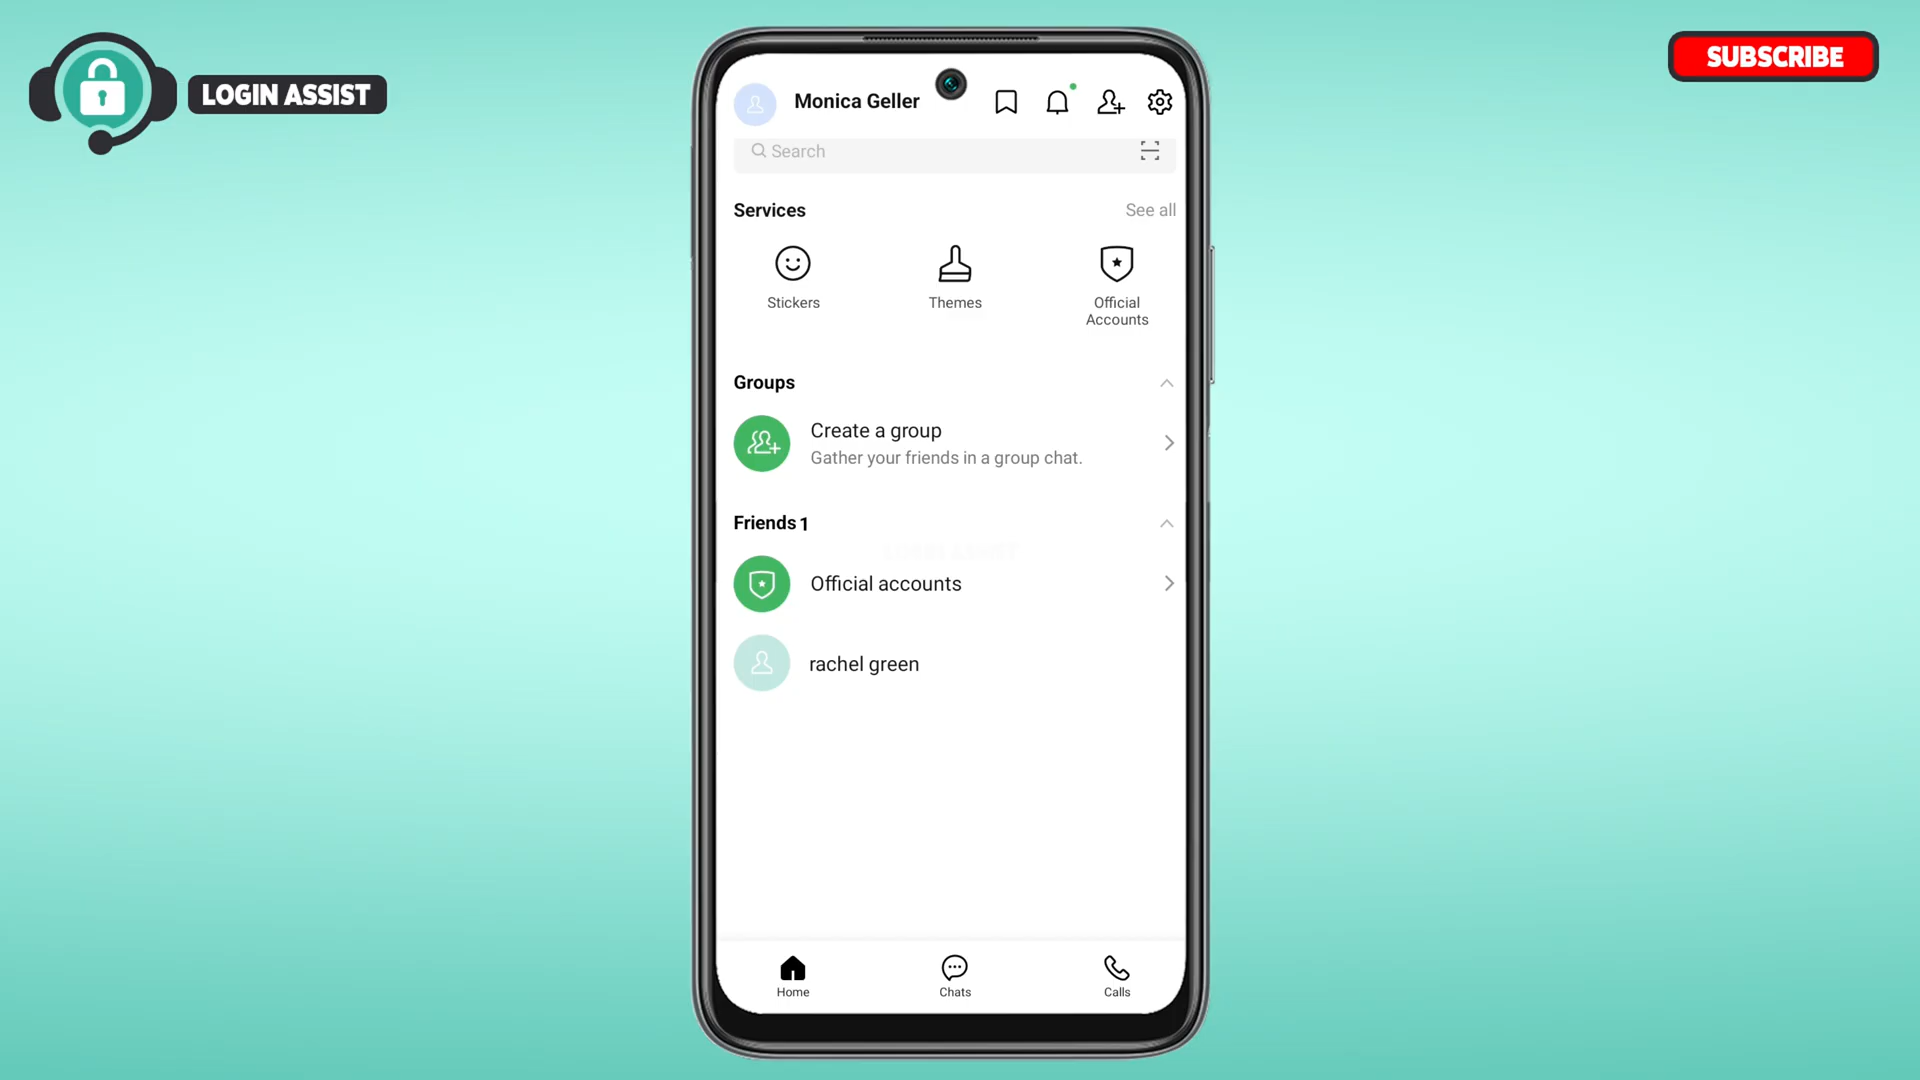 LOGIN ASSIST
SUBSCRIBE
Monica Geller
Search
Services
See all
Stickers
Themes
Official
Accounts
Groups
Create a group
Gather your friends in a group chat.
Friends 1
Official accounts
rachel green
Home
Chats
Calls